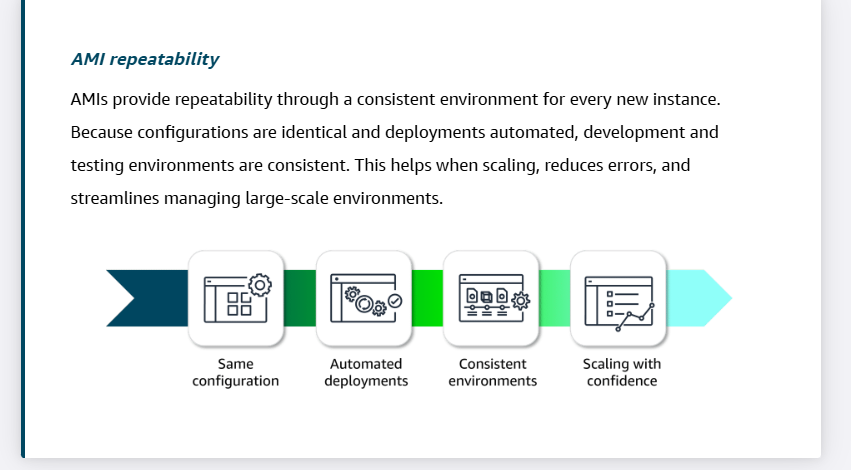 AMI repeatability
AMIs provide repeatability through a consistent environment for every new instance.
Because configurations are identical and deployments automated, development and
testing environments are consistent. This helps when scaling, reduces errors, and
streamlines managing large-scale environments.
Same
configuration
Automated
deployments
Consistent
environments
Scaling with
confidence